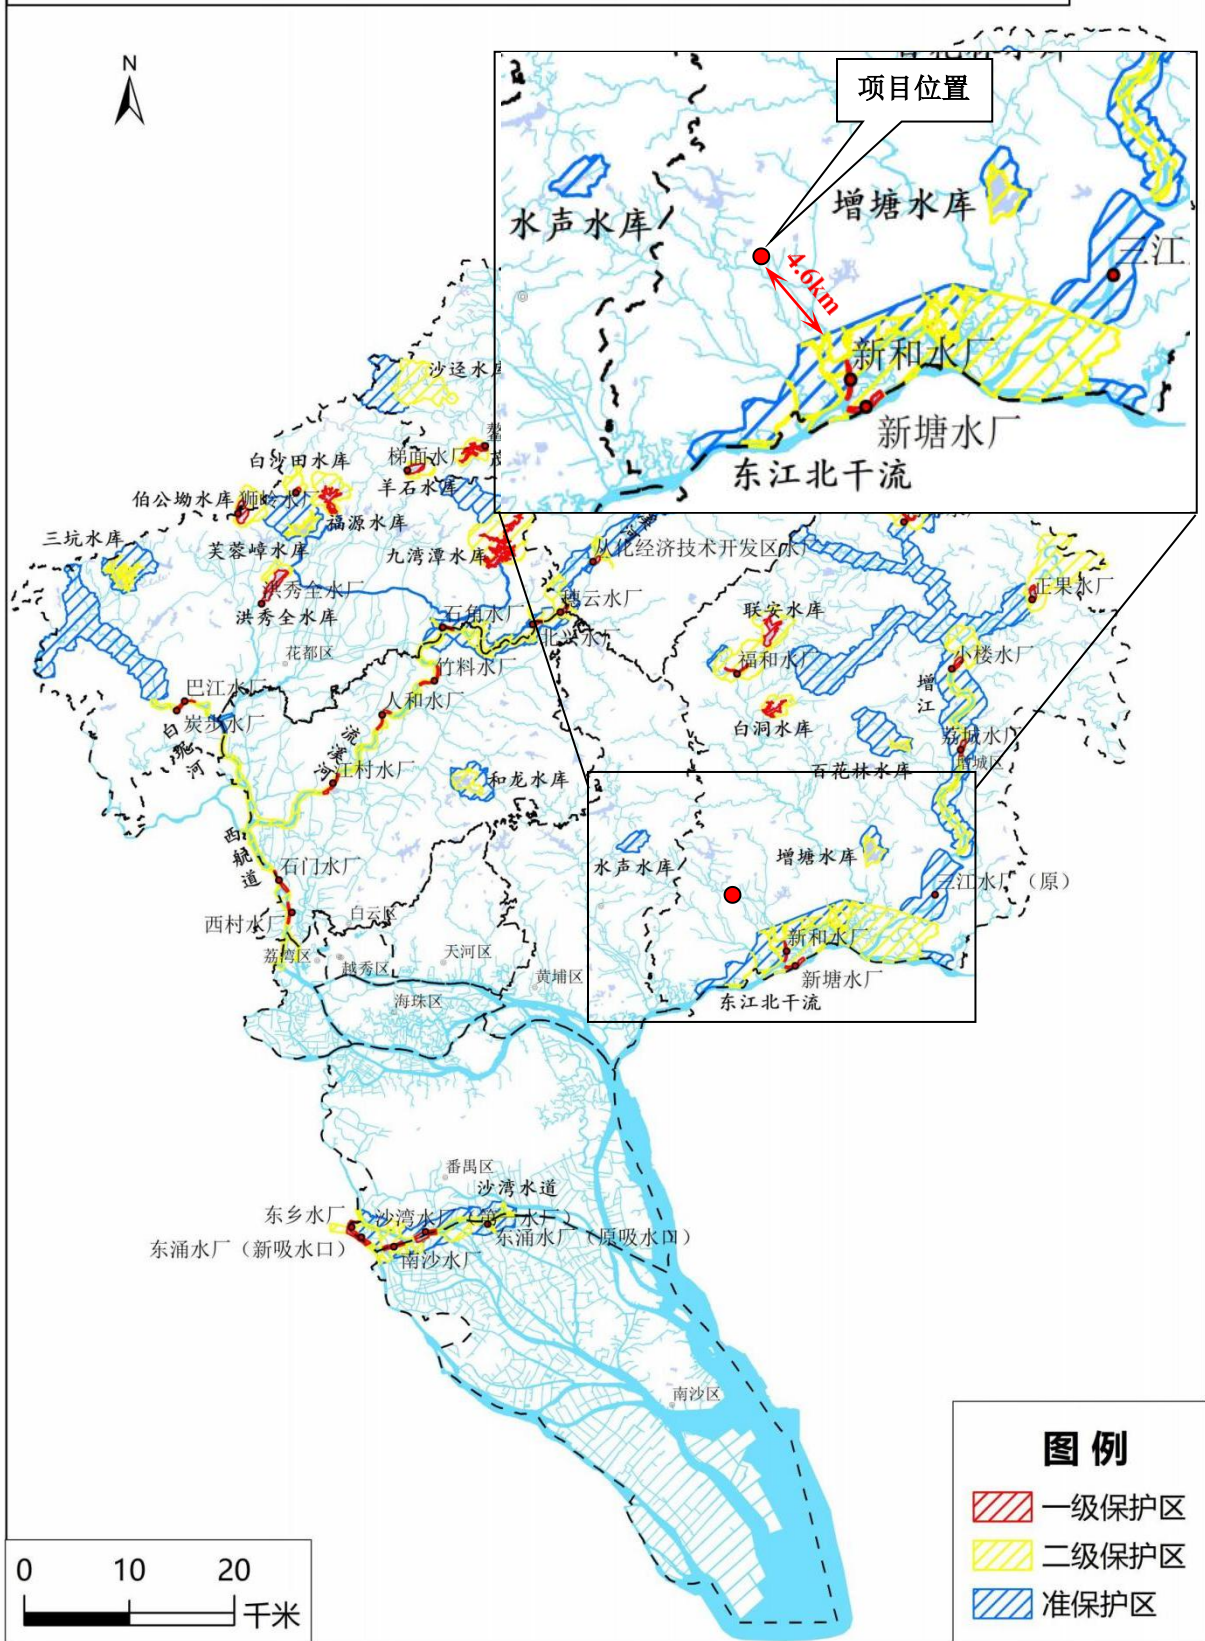 N
项目位置
水声水库
增塘水库
三江
4.6km
新和水厂
新塘水厂
东江北干流
沙迳水库
白沙田水库
梯面水厂
羊石水库
伯公坳水库
狮岭水厂
福源水库
三坑水库
芙蓉嶂水库
九湾潭水库
从化经济技术开发区水厂
洪秀全水厂
洪秀全水库
石角水厂
穗云水厂
北兴水厂
联安水库
正果水厂
花都区
竹料水厂
福和水厂
小楼水厂
巴江水厂
人和水厂
增江
炭步水厂
白坭河
流溪河
白洞水库
荔城水厂
增城区
江村水厂
和龙水库
百花林水库
西航道
水声水库
增塘水库
石门水厂
三江水厂（原）
西村水厂
白云区
新和水厂
荔湾区
越秀区
天河区
黄埔区
新塘水厂
海珠区
东江北干流
番禺区
沙湾水道
东乡水厂
沙湾水厂
东涌水厂（新吸水口）
东涌水厂（原吸水口）
南沙水厂
南沙区
图例
一级保护区
二级保护区
准保护区
0 10 20
千米